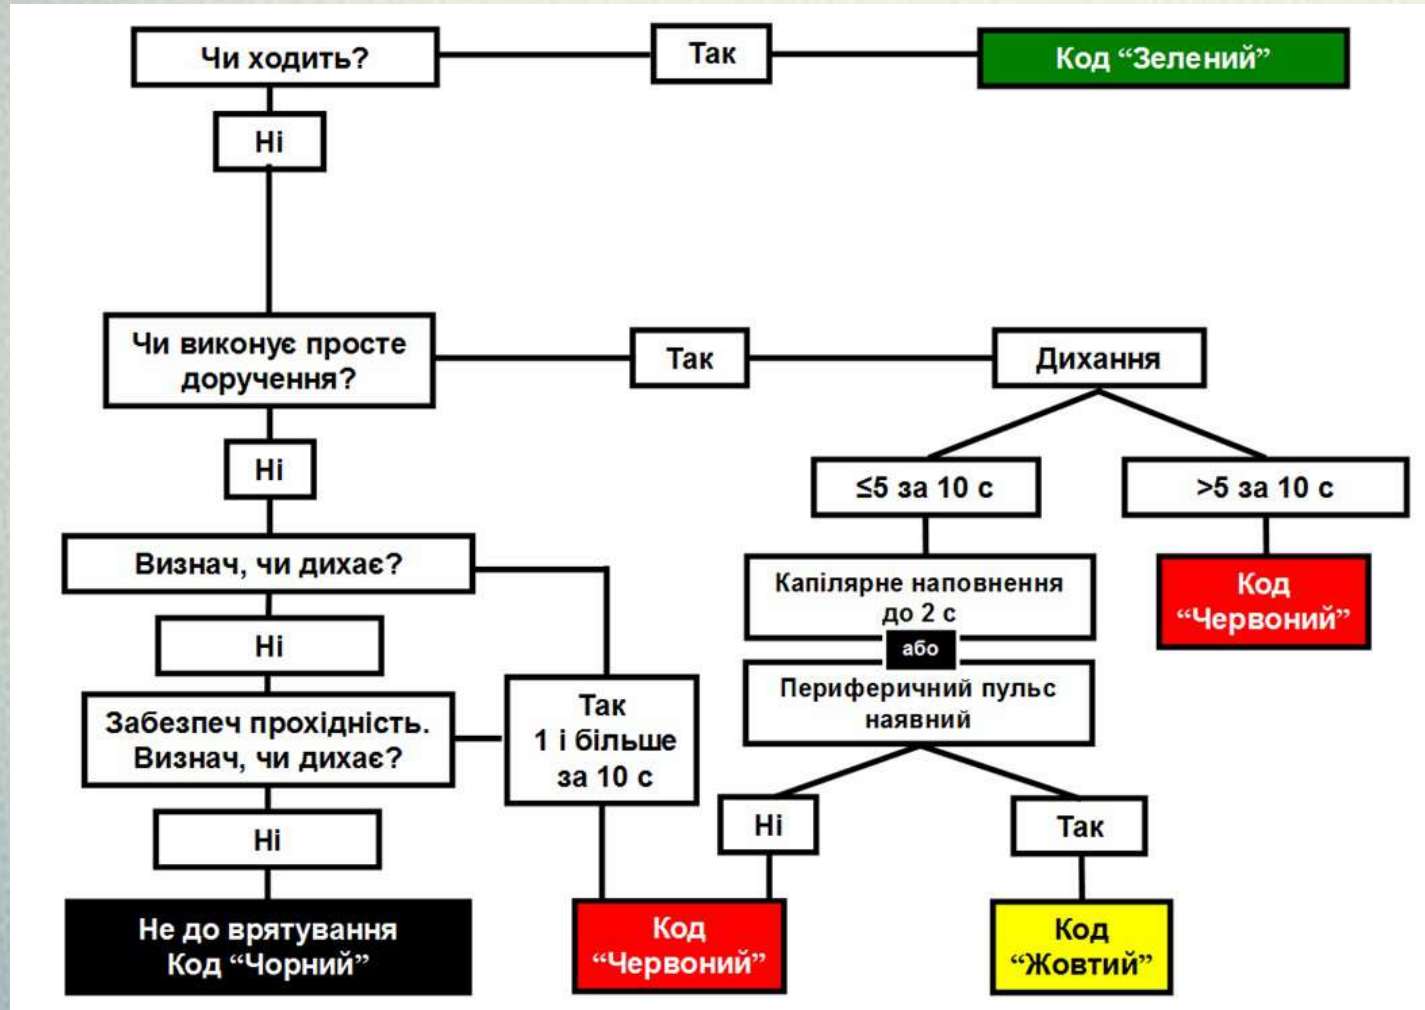 Чи ходить?
Так
Код “Зелений”
Ні
Чи виконує просте
доручення?
Так
Дихання
Ні
≤5 за 10 с
>5 за 10 с
Визнач, чи дихає?
Капілярне наповнення
до 2 с
або
Периферичний пульс
наявний
Код
“Червоний”
Ні
Забезпеч прохідність.
Визнач, чи дихає?
Так
1 і більше
за 10 с
Ні
Ні
Так
Не до врятування
Код “Чорний”
Код
“Червоний”
Код
“Жовтий”